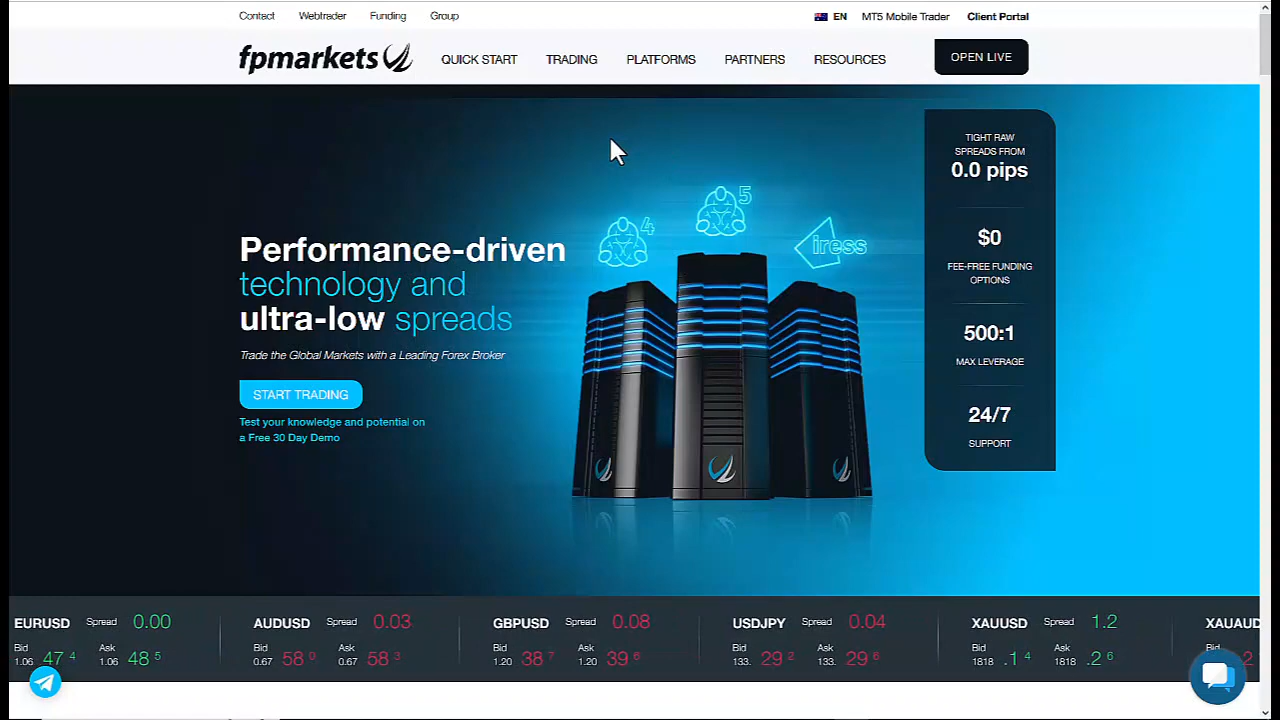 Contact Webtrader Funding Group EN MT5 Mobile Trader Client Portal
fpmarkets QUICK START TRADING PLATFORMS PARTNERS RESOURCES OPEN LIVE
TIGHT RAW
SPREADS FROM
0.0 pips
$0
FEE-FREE FUNDING
OPTIONS
500:1
MAX LEVERAGE
24/7
SUPPORT
4
5
iress
Performance-driven
technology and
ultra-low spreads
Trade the Global Markets with a Leading Forex Broker
START TRADING
Test your knowledge and potential on
a Free 30 Day Demo
EURUSD Spread 0.00
Bid 1.06 47 4 Ask 1.06 48 5
AUDUSD Spread 0.03
Bid 0.67 58 0 Ask 0.67 58 3
GBPUSD Spread 0.08
Bid 1.20 38 7 Ask 1.20 39 6
USDJPY Spread 0.04
Bid 133. 29 2 Ask 133. 29 6
XAUUSD Spread 1.2
Bid 1818 .1 4 Ask 1818 .2 6
XAUAUD
Bid